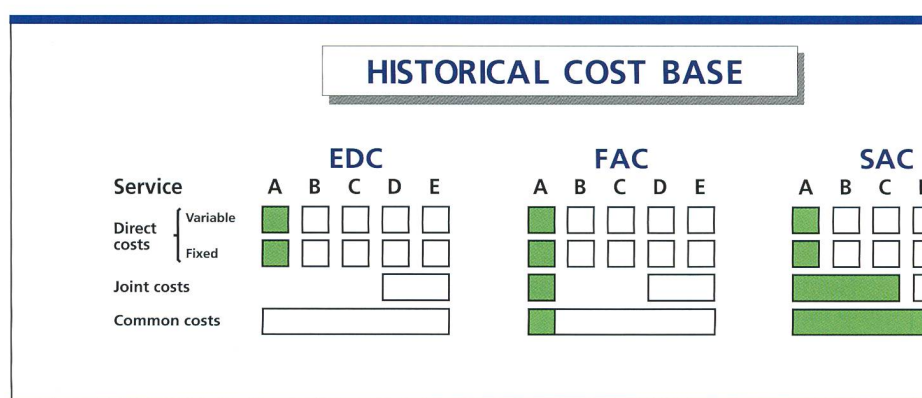 HISTORICAL COST BASE
EDC FAC SAC
Service A B C D E A B C D E A B C
Direct costs Variable
Fixed
Joint costs
Common costs